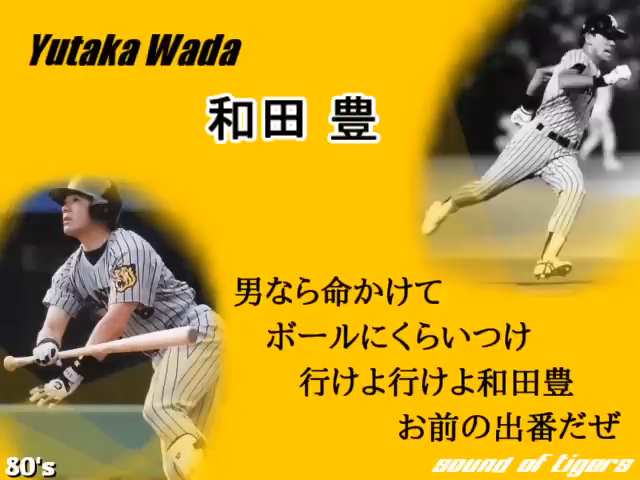 Yutaka Wada
和田 豊
男なら命かけて
ボールにくらいつけ
行けよ行けよ和田豊
お前の出番だぜ
80's
sound of tigers